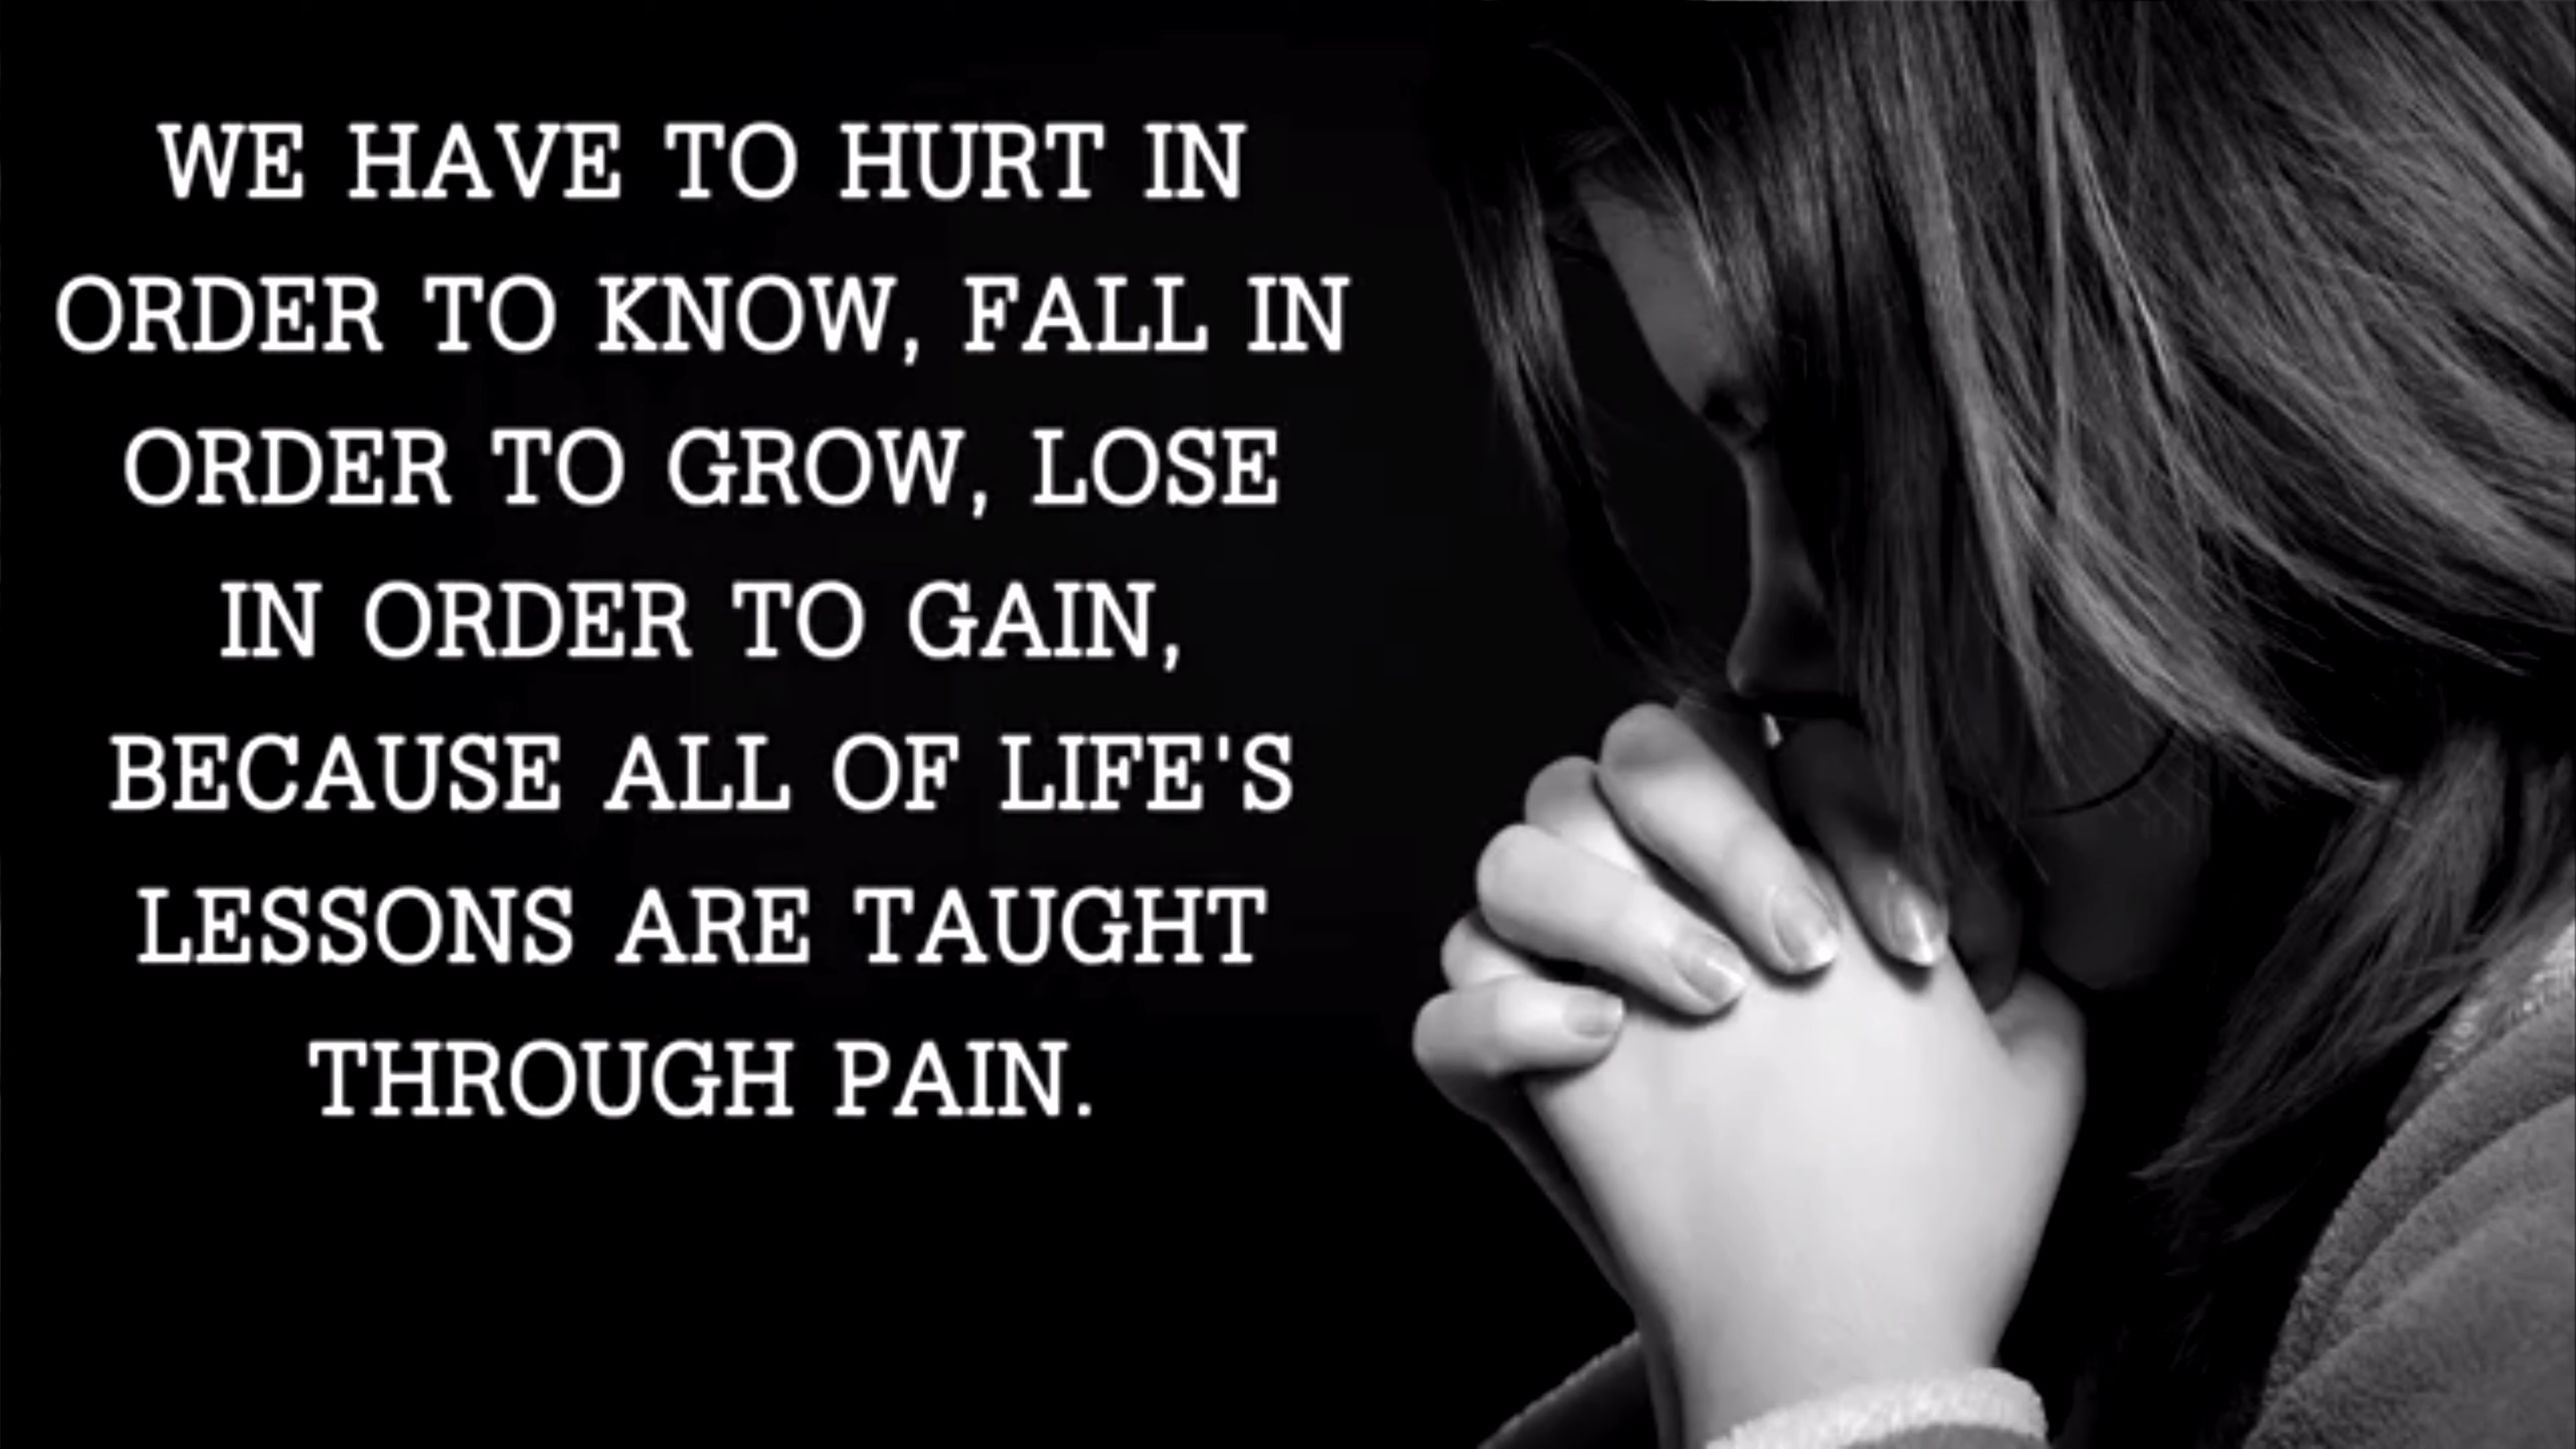 WE HAVE TO HURT IN
ORDER TO KNOW, FALL IN
ORDER TO GROW, LOSE
IN ORDER TO GAIN,
BECAUSE ALL OF LIFE'S
LESSONS ARE TAUGHT
THROUGH PAIN.